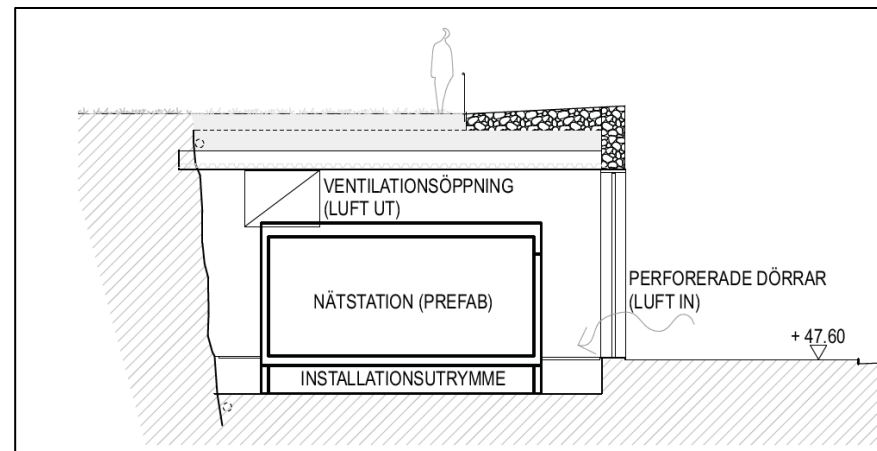 VENTILATIONSÖPPNING
(LUFT UT)
NÄTSTATION (PREFAB)
PERFORERADE DÖRRAR
(LUFT IN)
+ 47.60
INSTALLATIONSUTRYMME